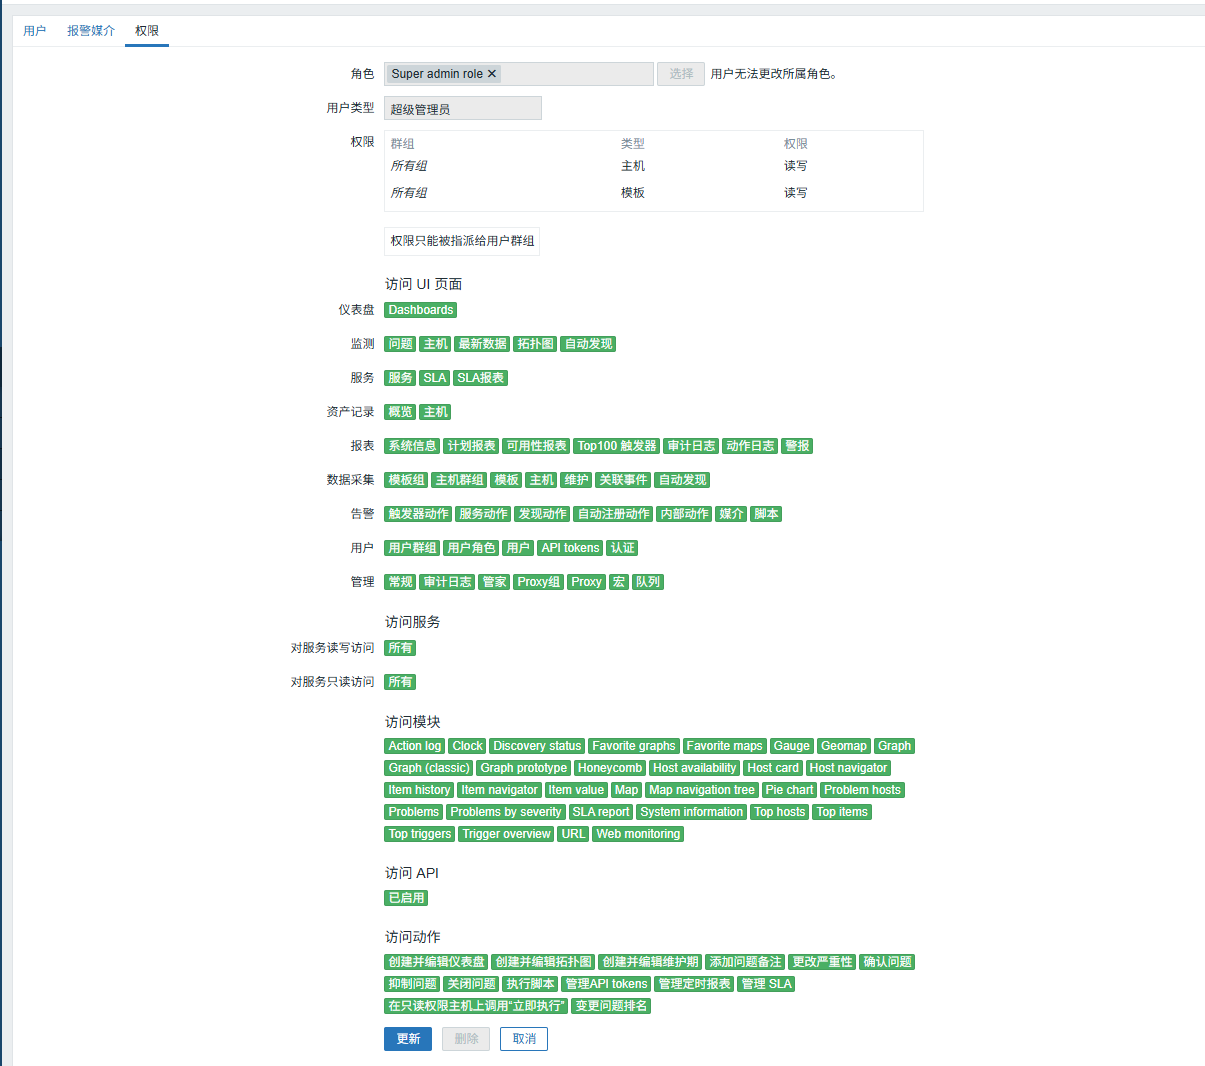 用户 报警媒介 权限
角色 Super admin role ✕ 选择 用户无法更改所属角色。
用户类型 超级管理员
权限 群组 类型 权限
所有组 主机 读写
所有组 模板 读写
权限只能被指派给用户群组
访问 UI 页面
仪表盘 Dashboards
监测 问题 主机 最新数据 拓扑图 自动发现
服务 服务 SLA SLA报表
资产记录 概览 主机
报表 系统信息 计划报表 可用性报表 Top100 触发器 审计日志 动作日志 警报
数据采集 模板组 主机群组 模板 主机 维护 关联事件 自动发现
告警 触发器动作 服务动作 发现动作 自动注册动作 内部动作 媒介 脚本
用户 用户群组 用户角色 用户 API tokens 认证
管理 常规 审计日志 管家 Proxy组 Proxy 宏 队列
访问服务
对服务读写访问 所有
对服务只读访问 所有
访问模块
Action log Clock Discovery status Favorite graphs Favorite maps Gauge Geomap Graph
Graph (classic) Graph prototype Honeycomb Host availability Host card Host navigator
Item history Item navigator Item value Map Map navigation tree Pie chart Problem hosts
Problems Problems by severity SLA report System information Top hosts Top items
Top triggers Trigger overview URL Web monitoring
访问 API
已启用
访问动作
创建并编辑仪表盘 创建并编辑拓扑图 创建并编辑维护期 添加问题备注 更改严重性 确认问题
抑制问题 关闭问题 执行脚本 管理API tokens 管理定时报表 管理 SLA
在只读权限主机上调用“立即执行” 变更问题排名
更新 删除 取消